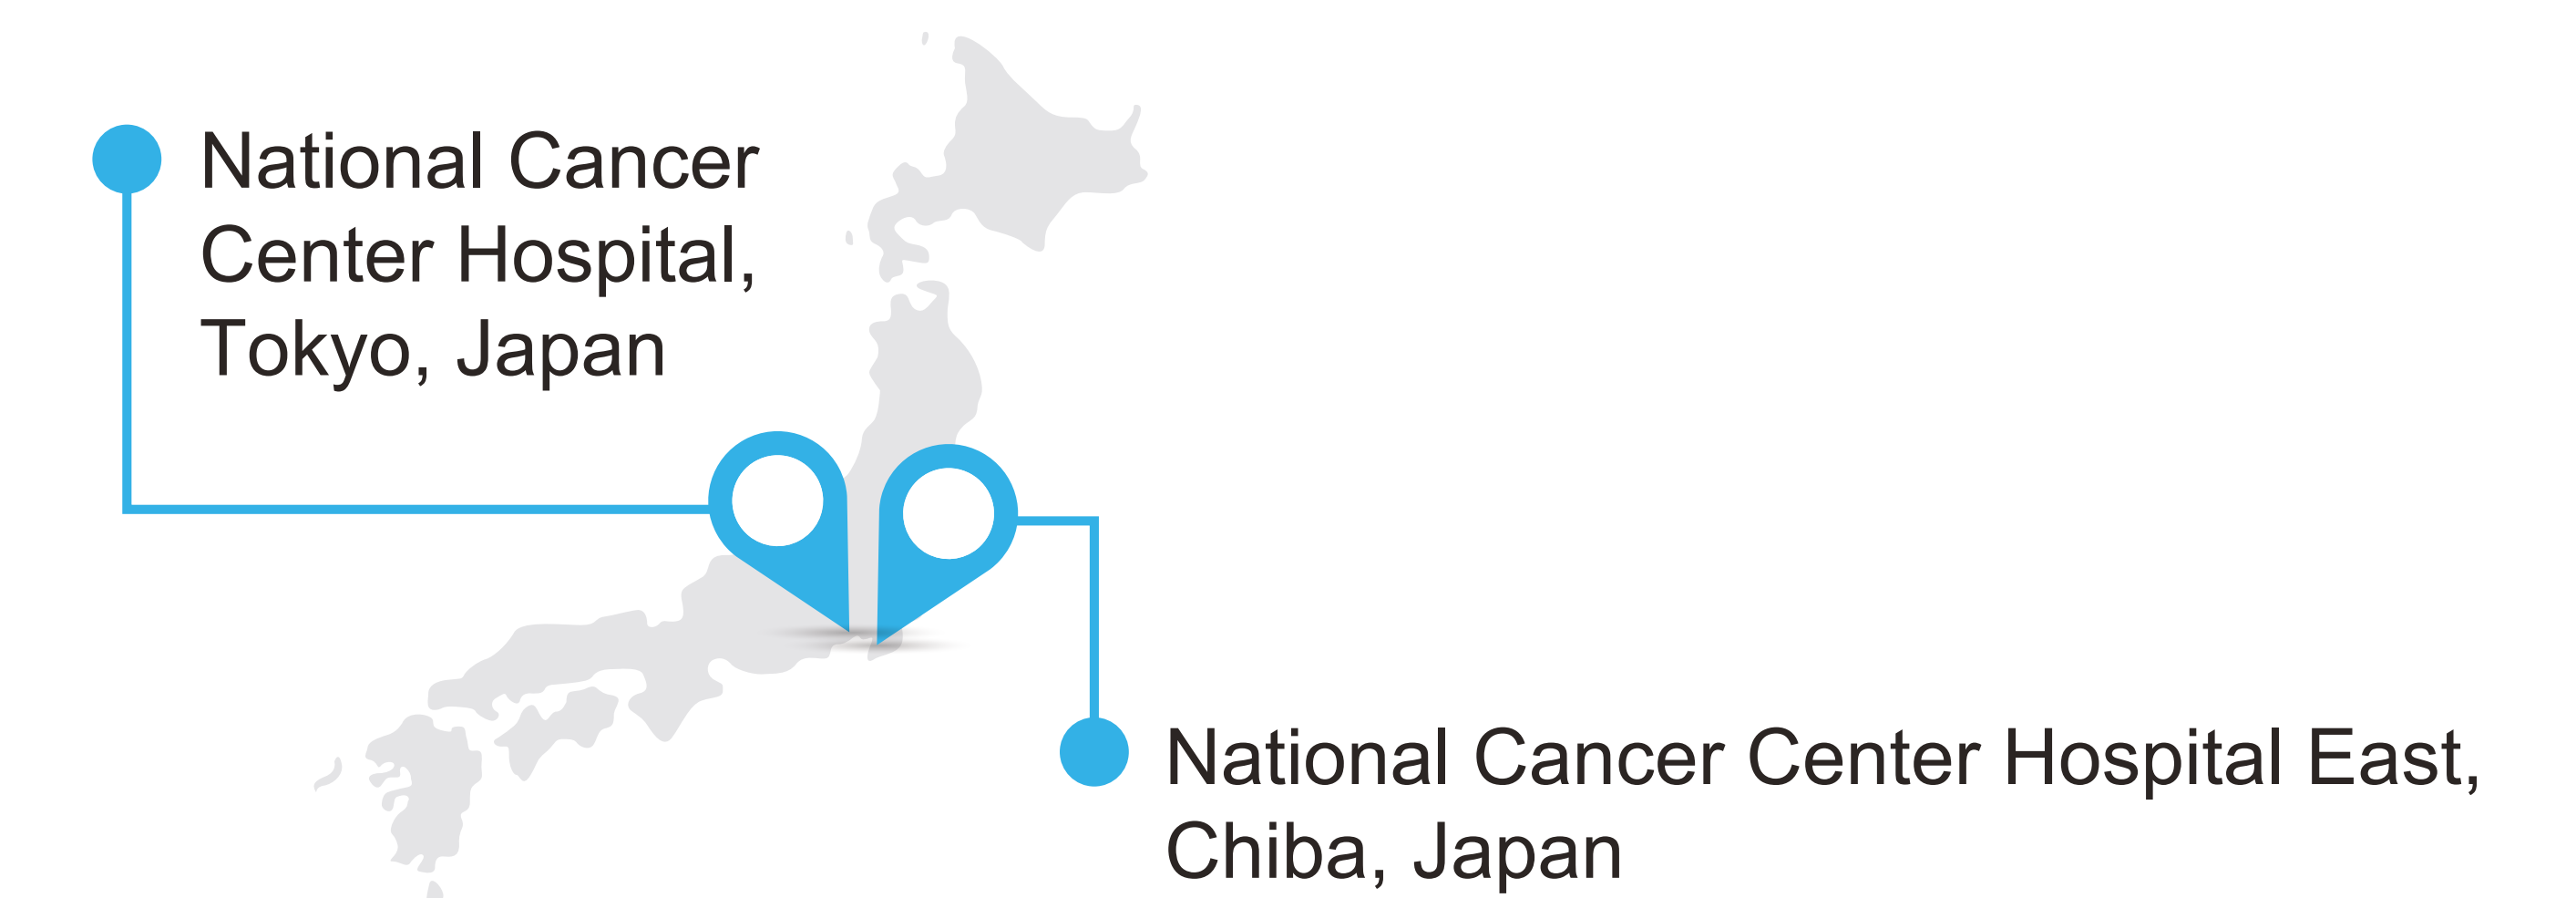 National Cancer
Center Hospital,
Tokyo, Japan
National Cancer Center Hospital East,
Chiba, Japan